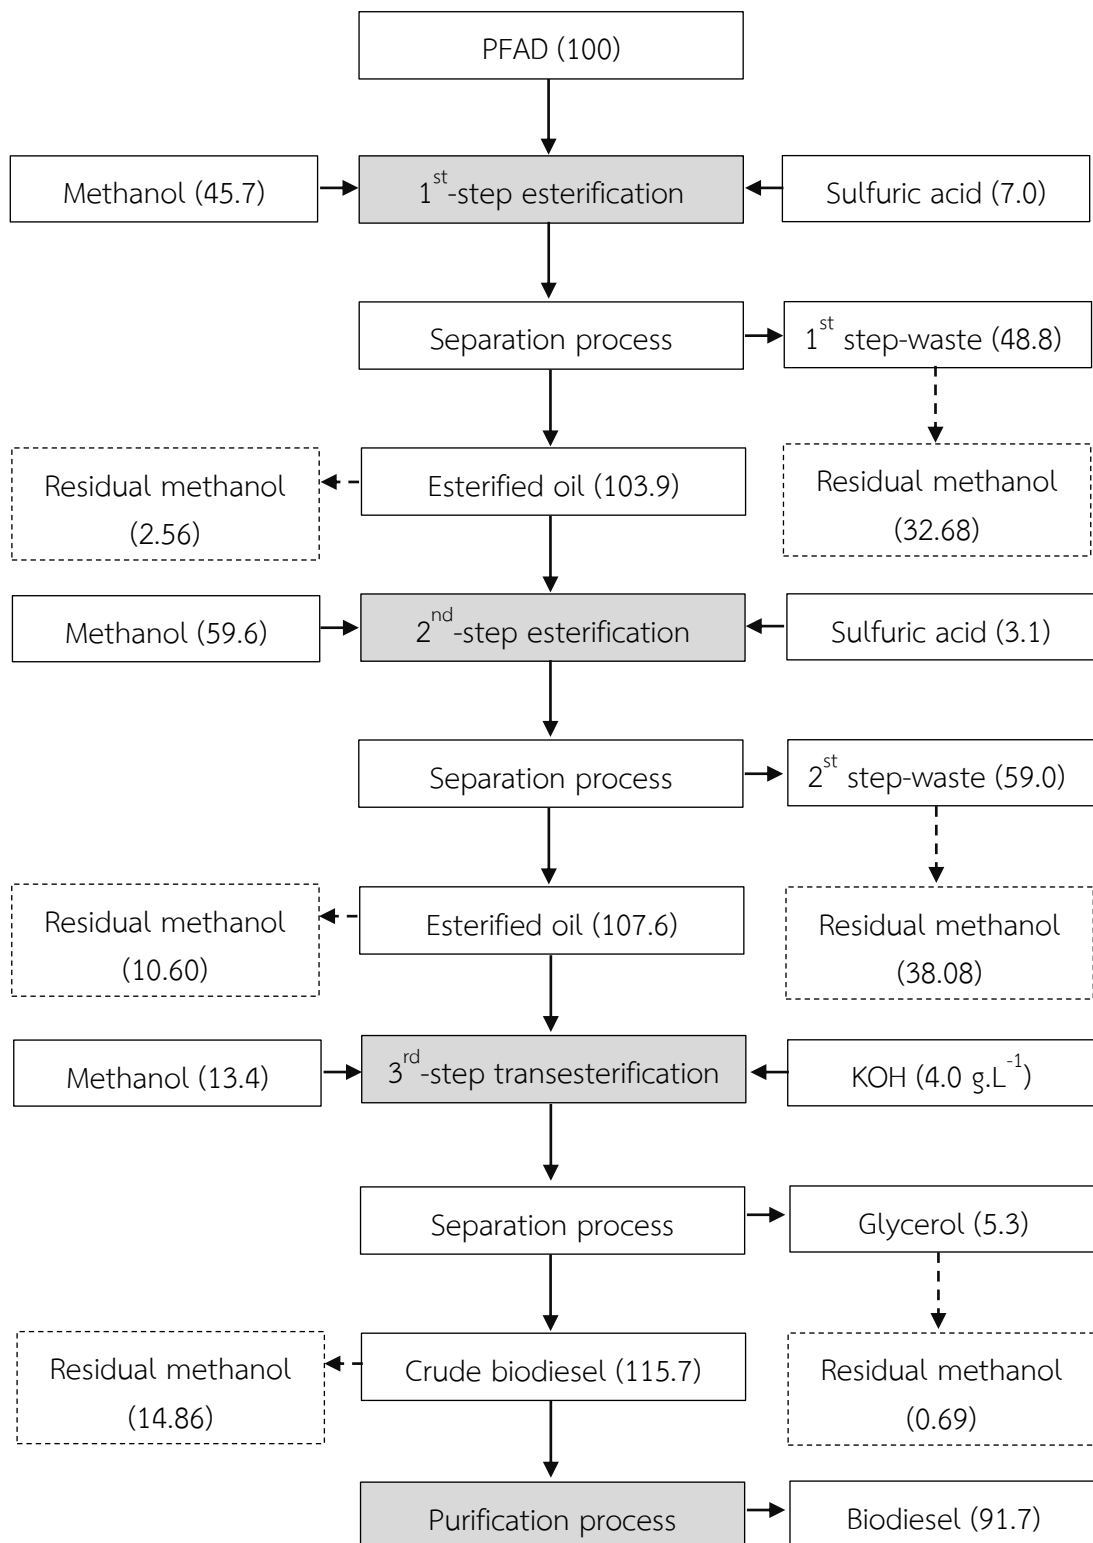 PFAD (100)
Methanol (45.7)
1st-step esterification
Sulfuric acid (7.0)
Separation process
1st step-waste (48.8)
Residual methanol
(2.56)
Esterified oil (103.9)
Residual methanol
(32.68)
Methanol (59.6)
2nd-step esterification
Sulfuric acid (3.1)
Separation process
2st step-waste (59.0)
Residual methanol
(10.60)
Esterified oil (107.6)
Residual methanol
(38.08)
Methanol (13.4)
3rd-step transesterification
KOH (4.0 g.L-1)
Separation process
Glycerol (5.3)
Residual methanol
(14.86)
Crude biodiesel (115.7)
Residual methanol
(0.69)
Purification process
Biodiesel (91.7)